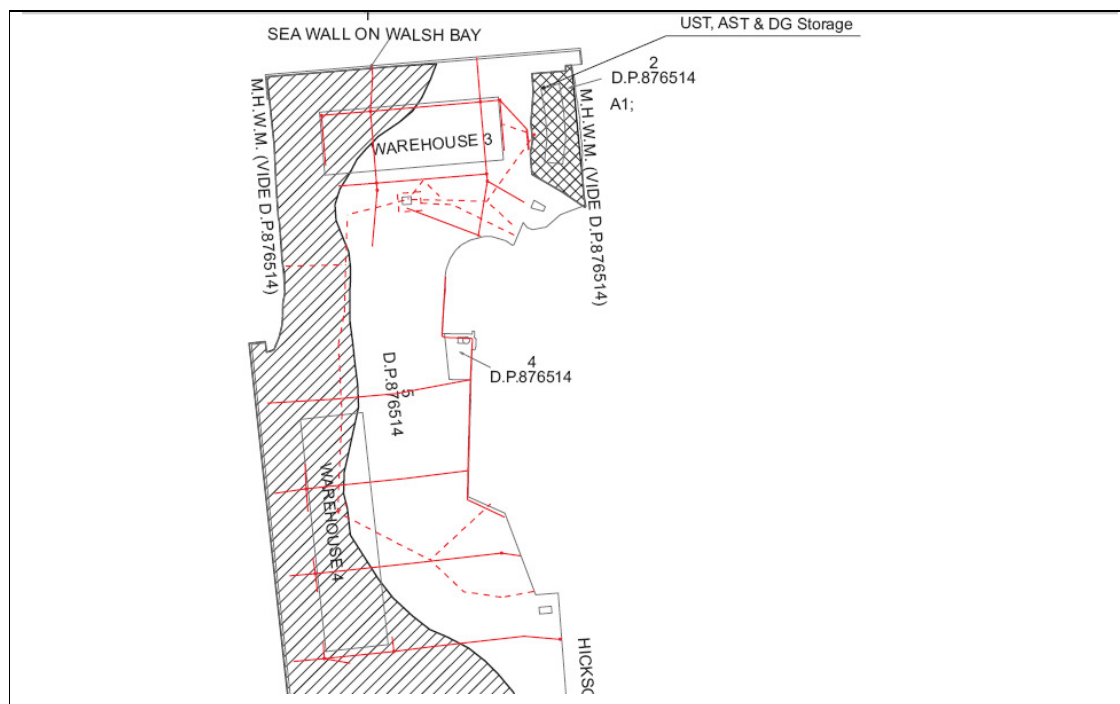 UST, AST & DG Storage
SEA WALL ON WALSH BAY
2
D.P.876514
A1;
M.H.W.M. (VIDE D.P.876514)
WAREHOUSE 3
M.H.W.M. (VIDE D.P.876514)
4
D.P.876514
5
D.P.876514
WAREHOUSE 4